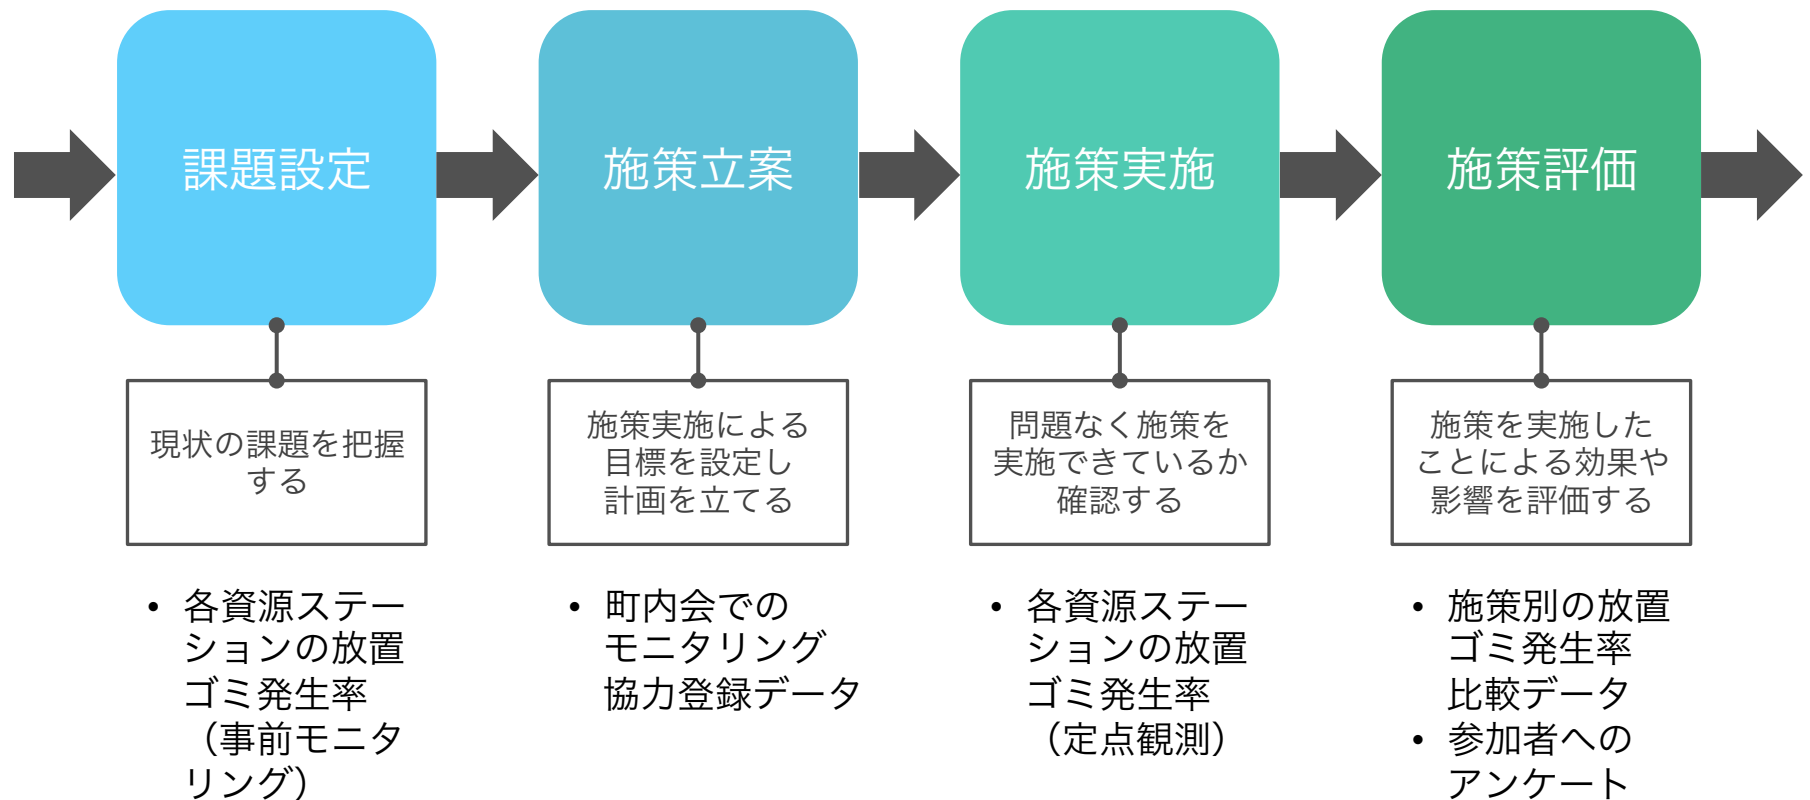 課題設定
施策立案
施策実施
施策評価
現状の課題を把握
する
施策実施による
目標を設定し
計画を立てる
問題なく施策を
実施できているか
確認する
施策を実施した
ことによる効果や
影響を評価する
• 各資源ステー
ションの放置
ゴミ発生率
（事前モニタ
リング）
• 町内会での
モニタリング
協力登録データ
• 各資源ステー
ションの放置
ゴミ発生率
（定点観測）
• 施策別の放置
ゴミ発生率
比較データ
• 参加者への
アンケート